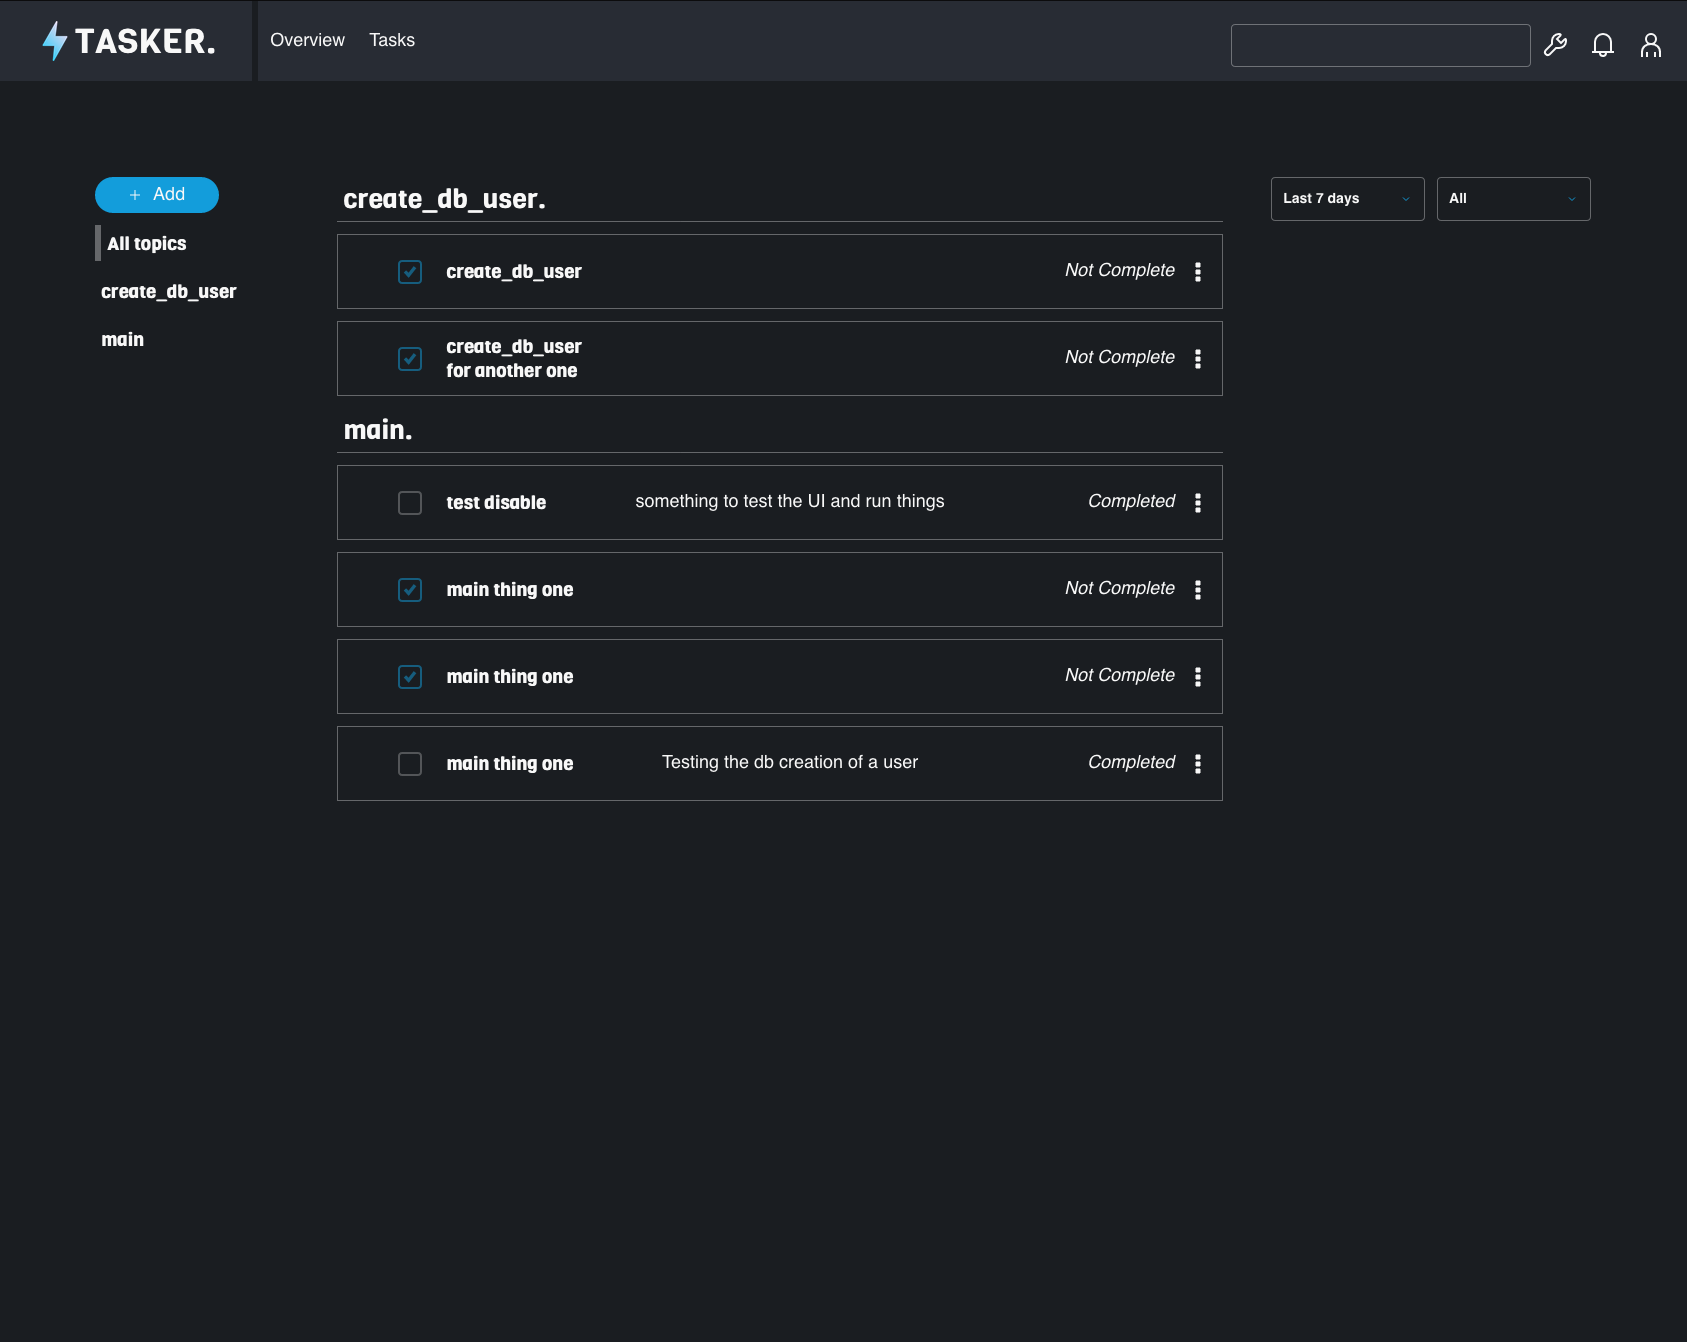 TASKER.
Overview
Tasks
+ Add
All topics
create_db_user
main
create_db_user.
create_db_user
Not Complete
create_db_user
for another one
Not Complete
main.
test disable
something to test the UI and run things
Completed
main thing one
Not Complete
main thing one
Not Complete
main thing one
Testing the db creation of a user
Completed
Last 7 days
All